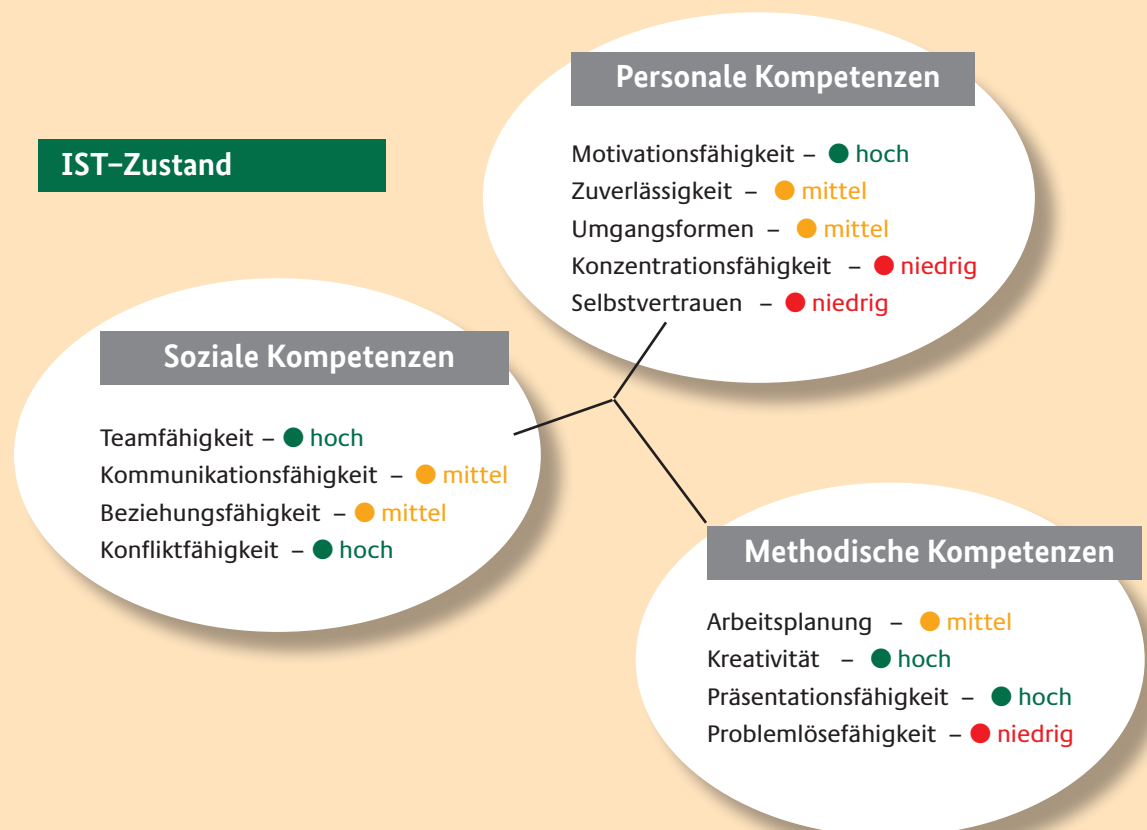 IST–Zustand
Personale Kompetenzen
Motivationsfähigkeit – hoch
Zuverlässigkeit – mittel
Umgangsformen – mittel
Konzentrationsfähigkeit – niedrig
Selbstvertrauen – niedrig
Soziale Kompetenzen
Teamfähigkeit – hoch
Kommunikationsfähigkeit – mittel
Beziehungsfähigkeit – mittel
Konfliktfähigkeit – hoch
Methodische Kompetenzen
Arbeitsplanung – mittel
Kreativität – hoch
Präsentationsfähigkeit – hoch
Problemlösefähigkeit – niedrig